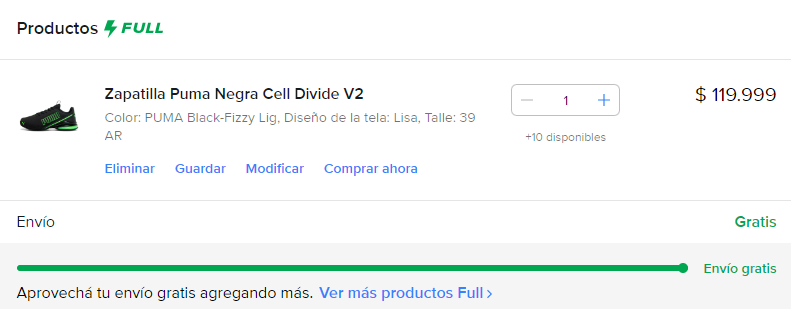 Productos FULL
Zapatilla Puma Negra Cell Divide V2
Color: PUMA Black-Fizzy Lig, Diseño de la tela: Lisa, Talle: 39
AR
Eliminar Guardar Modificar Comprar ahora
− 1 +
+10 disponibles
$ 119.999
Envío Gratis
Envío gratis
Aprovechá tu envío gratis agregando más. Ver más productos Full ›